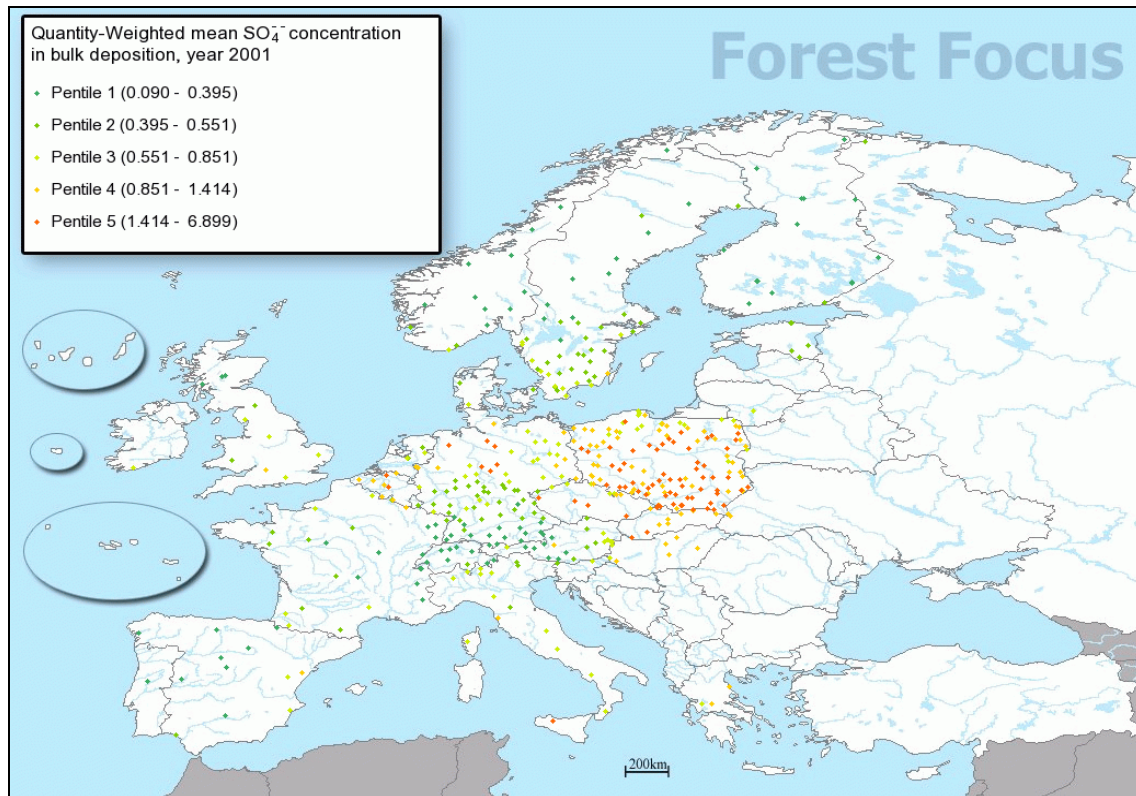 Quantity-Weighted mean SO₄⁻⁻ concentration
in bulk deposition, year 2001
Pentile 1 (0.090 - 0.395)
Pentile 2 (0.395 - 0.551)
Pentile 3 (0.551 - 0.851)
Pentile 4 (0.851 - 1.414)
Pentile 5 (1.414 - 6.899)
Forest Focus
200km